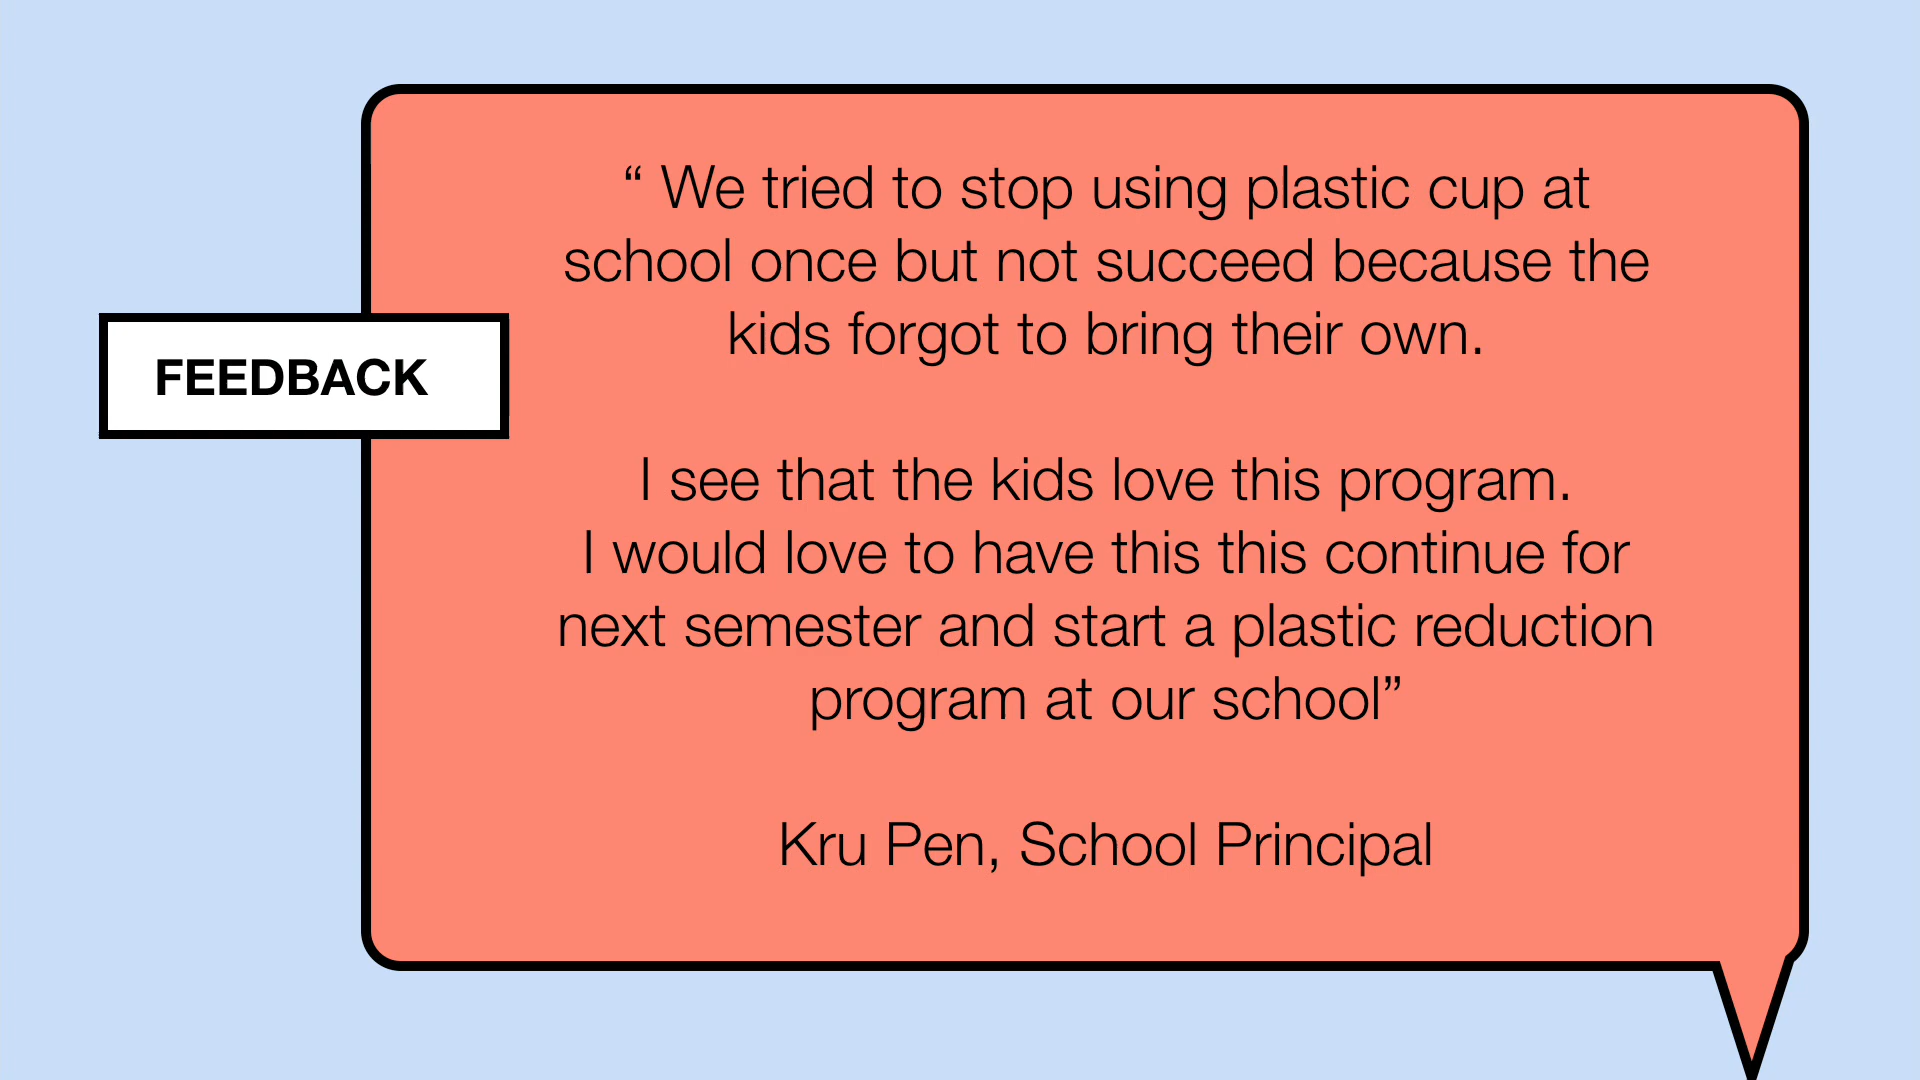 FEEDBACK
“ We tried to stop using plastic cup at
school once but not succeed because the
kids forgot to bring their own.
I see that the kids love this program.
I would love to have this this continue for
next semester and start a plastic reduction
program at our school”
Kru Pen, School Principal